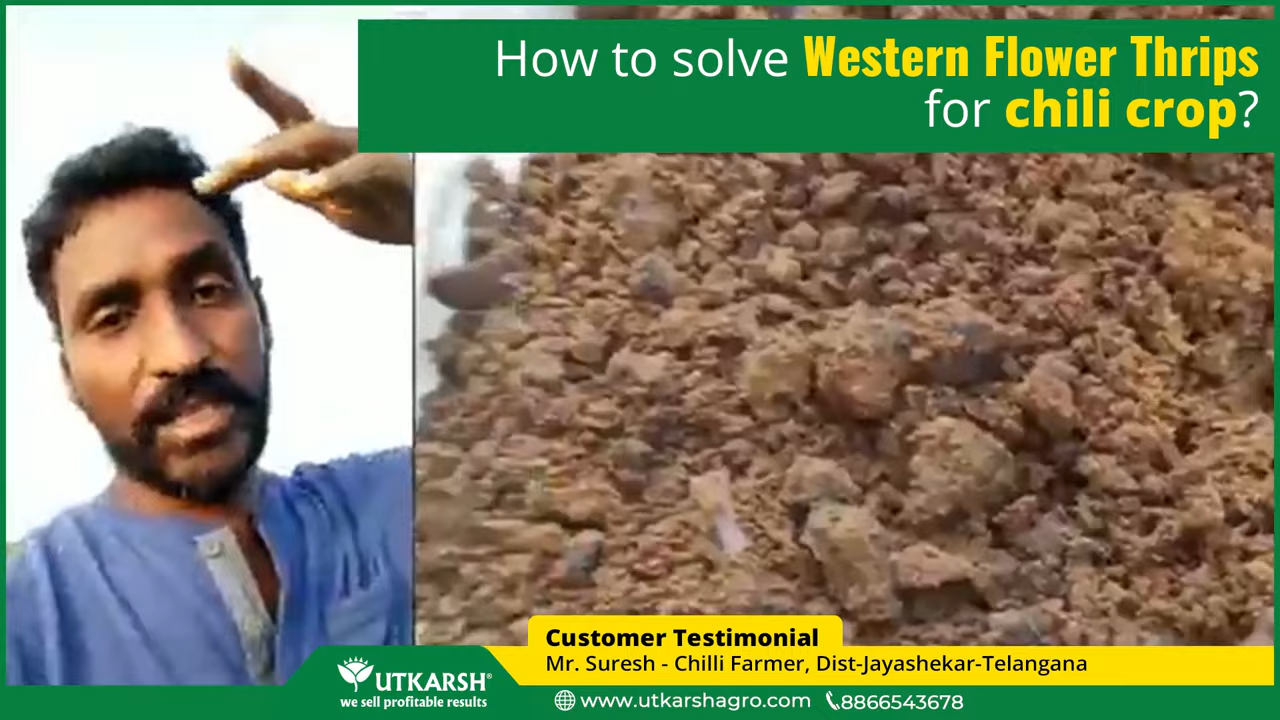 How to solve Western Flower Thrips
for chili crop?
Customer Testimonial
Mr. Suresh - Chilli Farmer, Dist-Jayashekar-Telangana
UTKARSH®
we sell profitable results
www.utkarshagro.com
8866543678